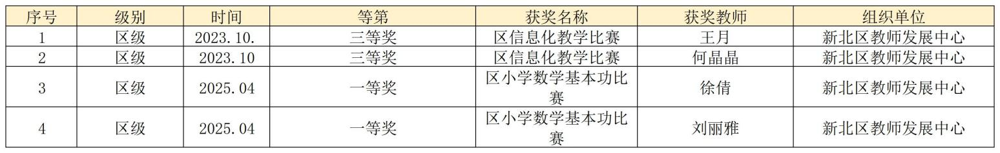 序号 级别 时间 等第 获奖名称 获奖教师 组织单位
1 区级 2023.10. 三等奖 区信息化教学比赛 王月 新北区教师发展中心
2 区级 2023.10 三等奖 区信息化教学比赛 何晶晶 新北区教师发展中心
3 区级 2025.04 一等奖 区小学数学基本功比
赛 徐倩 新北区教师发展中心
4 区级 2025.04 一等奖 区小学数学基本功比
赛 刘丽雅 新北区教师发展中心